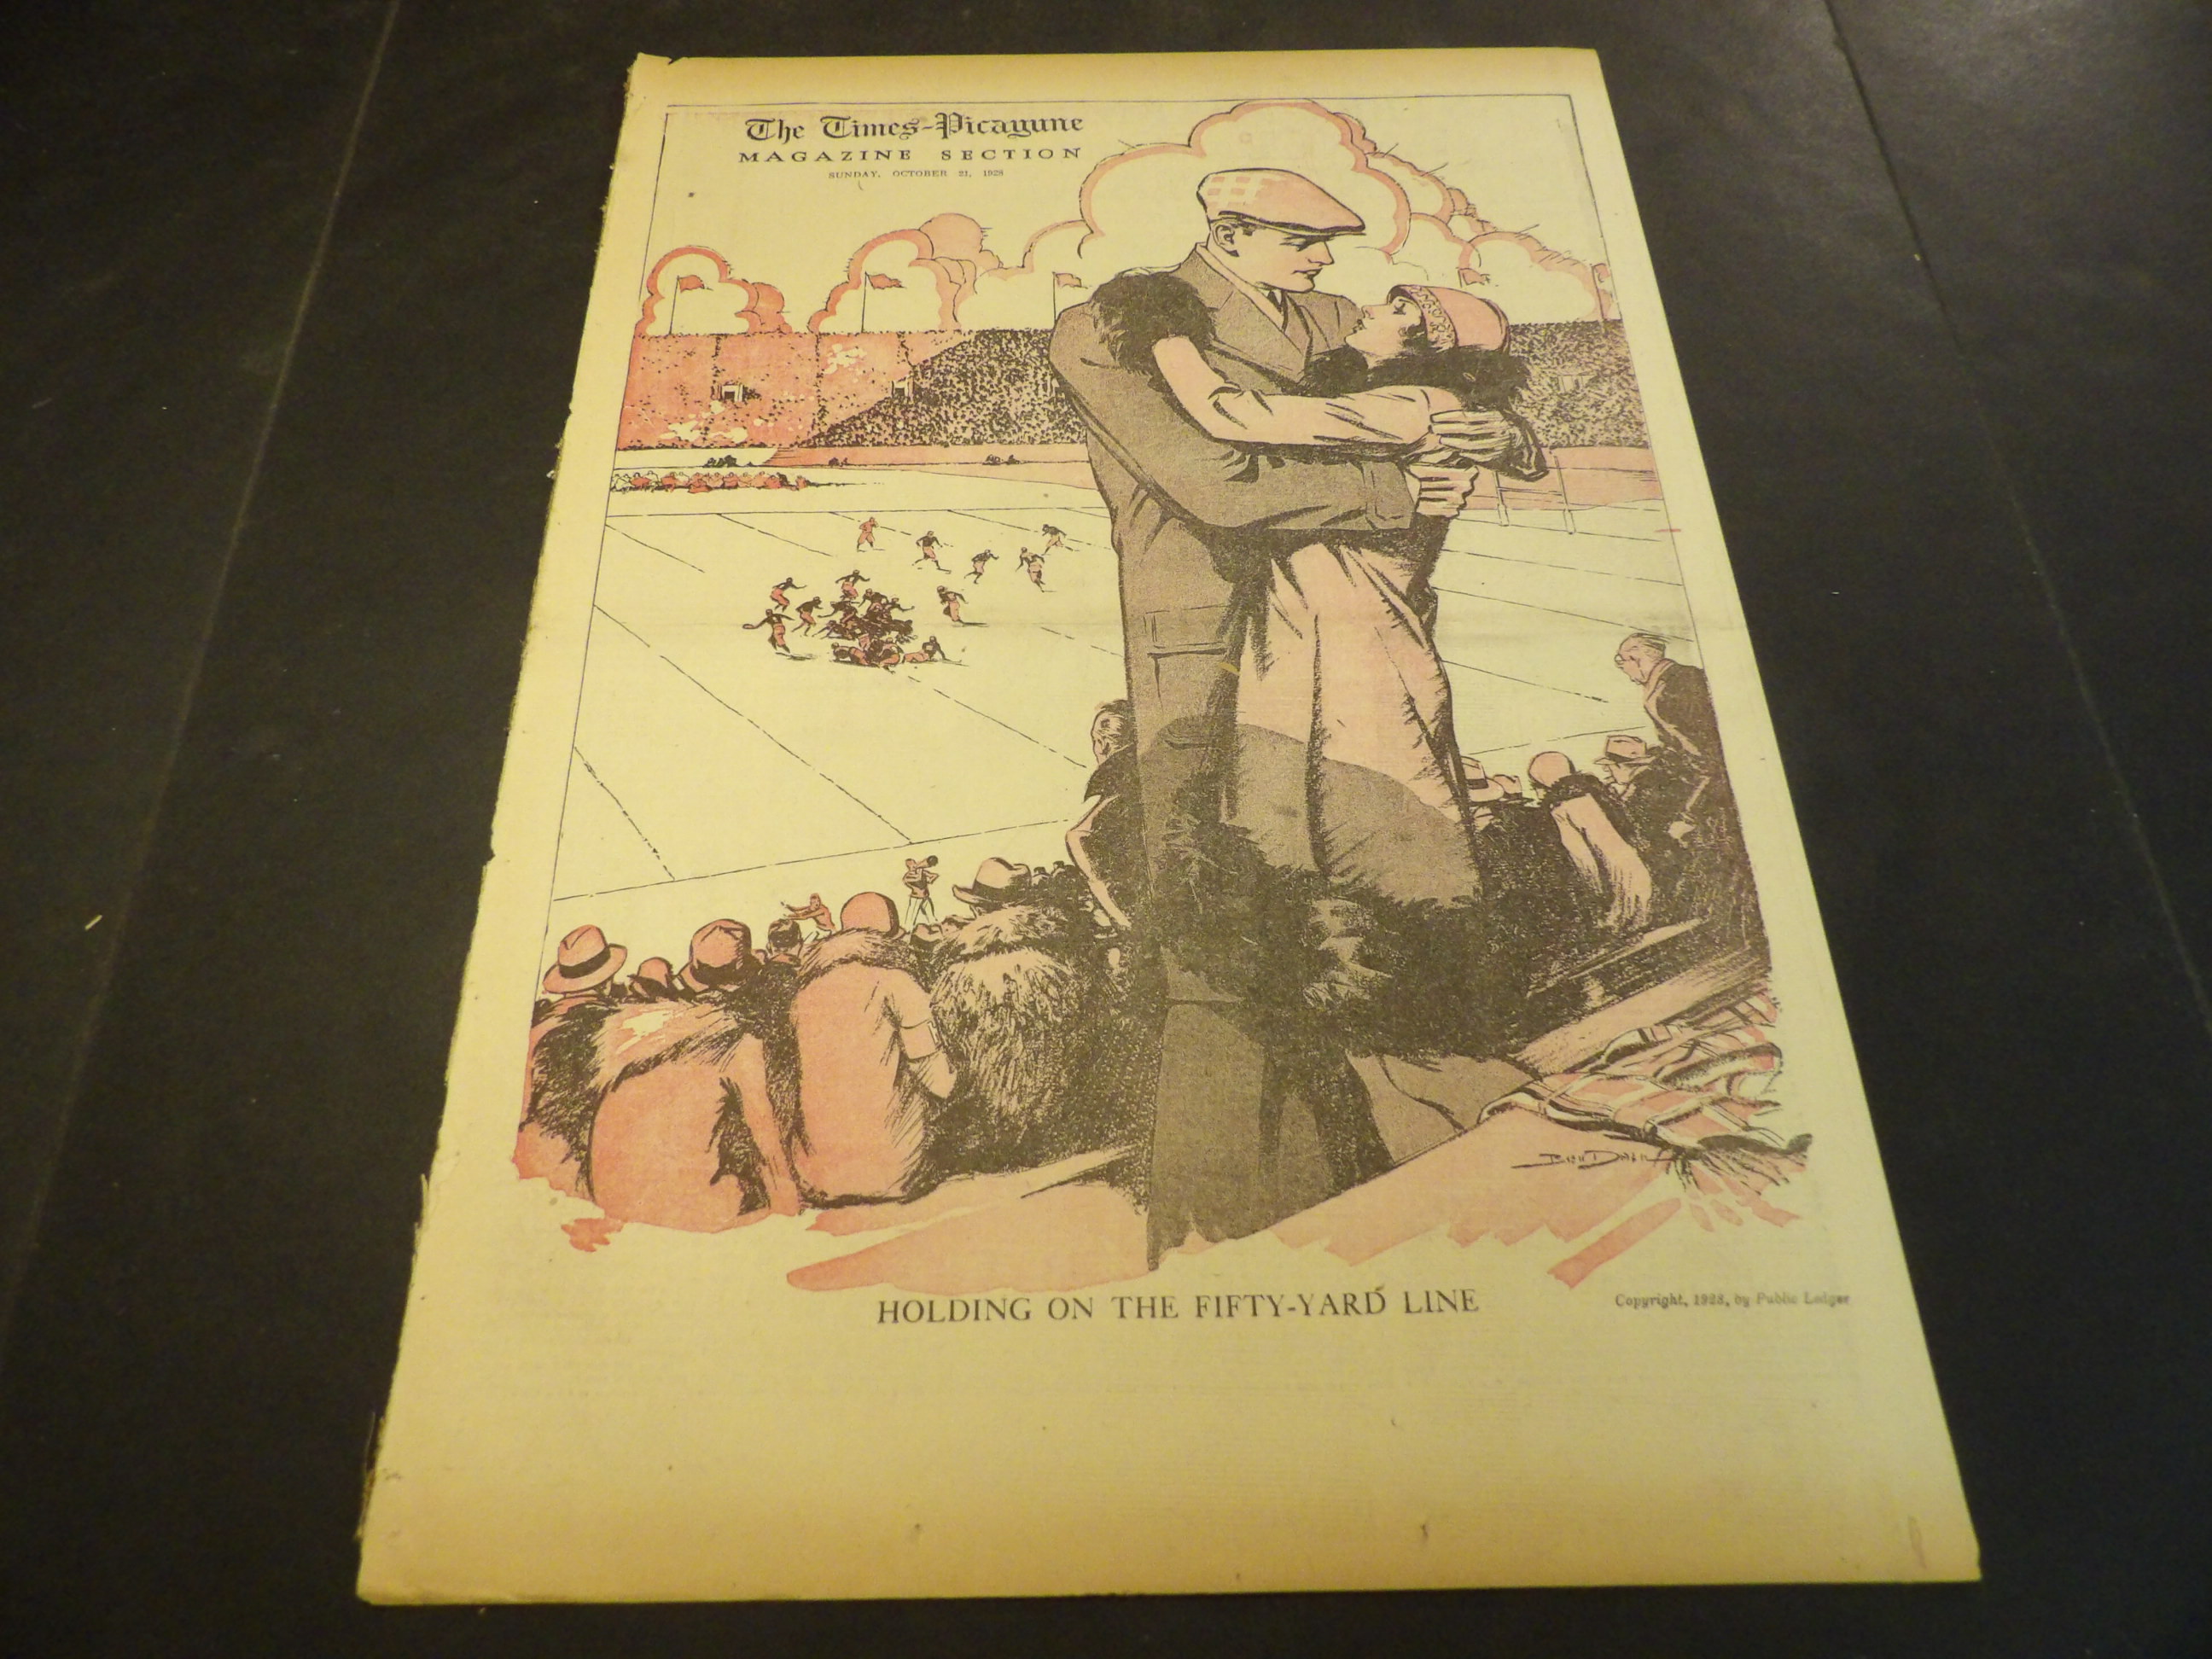 The Times-Picayune
MAGAZINE SECTION
SUNDAY, OCTOBER 21, 1928
HOLDING ON THE FIFTY-YARD LINE
Copyright, 1928, by Public Ledger